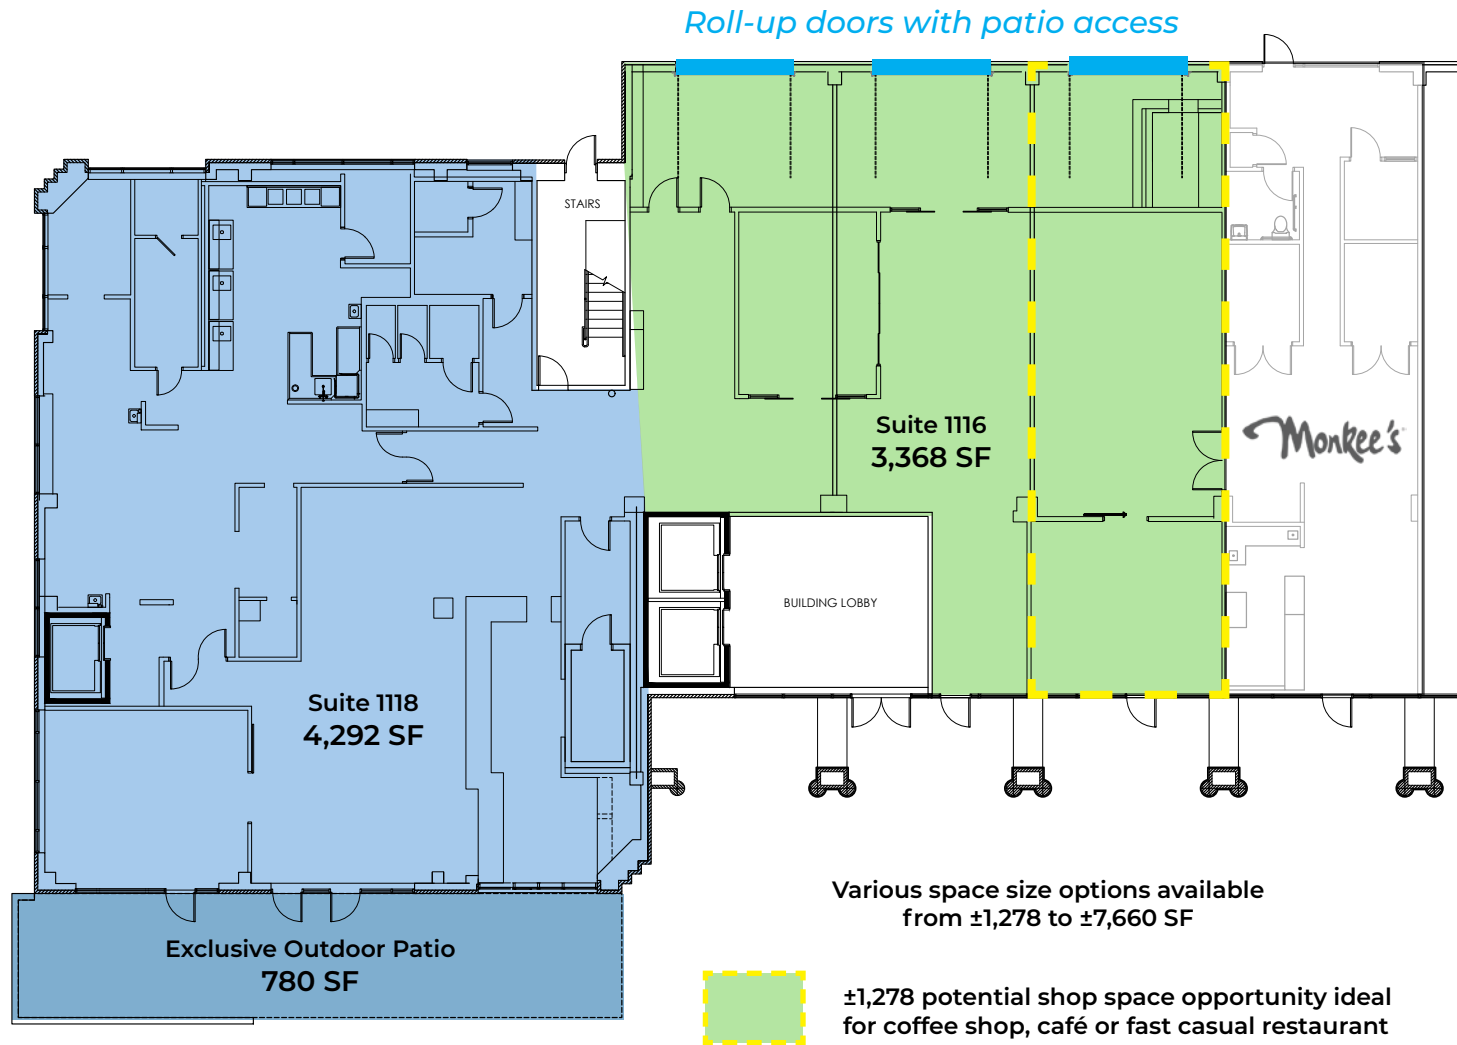 Roll-up doors with patio access
STAIRS
Suite 1116
3,368 SF
Monkee's
BUILDING LOBBY
Suite 1118
4,292 SF
Exclusive Outdoor Patio
780 SF
Various space size options available
from ±1,278 to ±7,660 SF
±1,278 potential shop space opportunity ideal
for coffee shop, café or fast casual restaurant